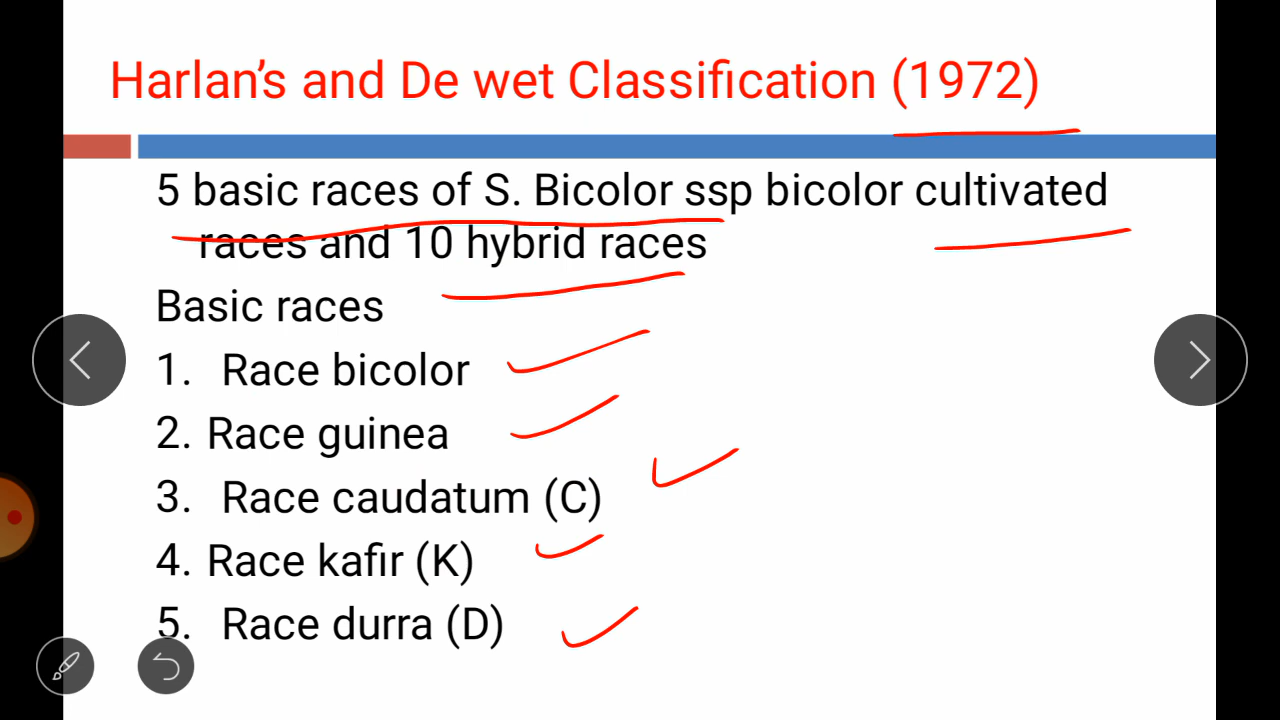 Harlan’s and De wet Classification (1972)
5 basic races of S. Bicolor ssp bicolor cultivated
races and 10 hybrid races
Basic races
1. Race bicolor
2. Race guinea
3. Race caudatum (C)
4. Race kafir (K)
5. Race durra (D)